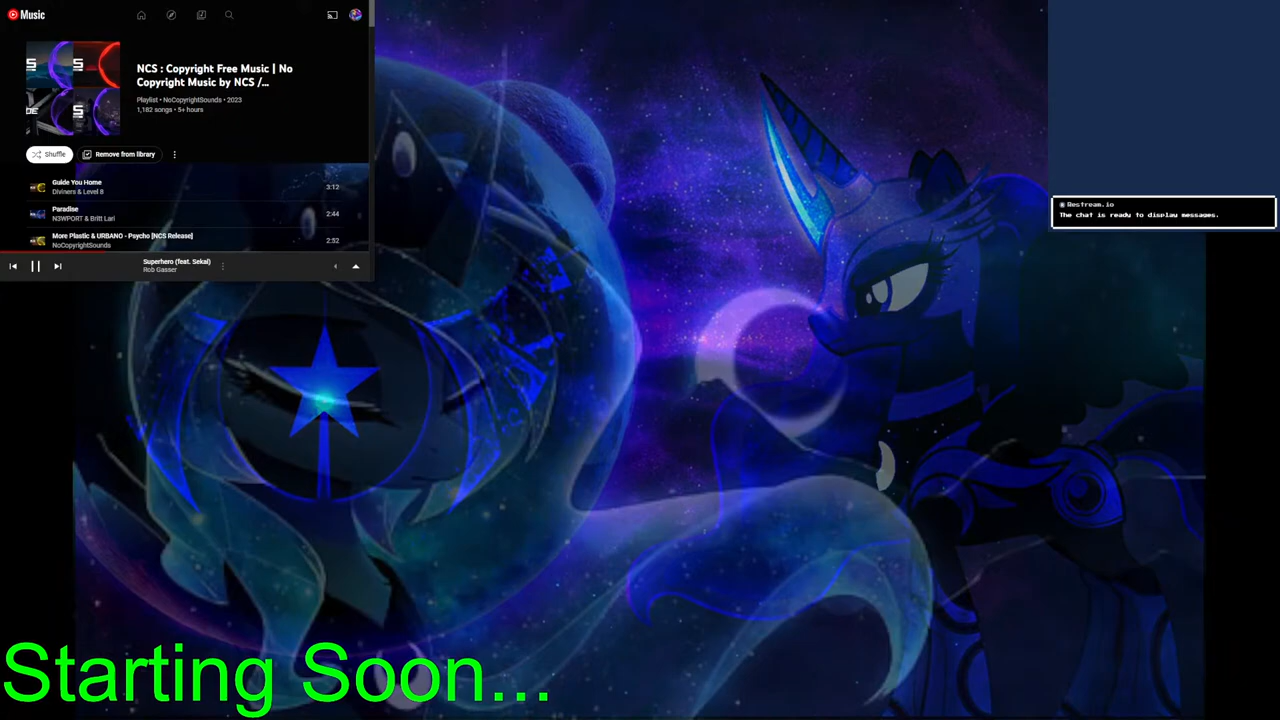 Music
NCS : Copyright Free Music | No
Copyright Music by NCS /...
Playlist • NoCopyrightSounds • 2023
1,182 songs • 5+ hours
Shuffle
Remove from library
Guide You Home
Diviners & Level 8
3:12
Paradise
N3WPORT & Britt Lari
2:44
More Plastic & URBANO - Psycho [NCS Release]
NoCopyrightSounds
2:52
Superhero (feat. Sekai)
Rob Gasser
Restream.io
The chat is ready to display messages.
Starting Soon...